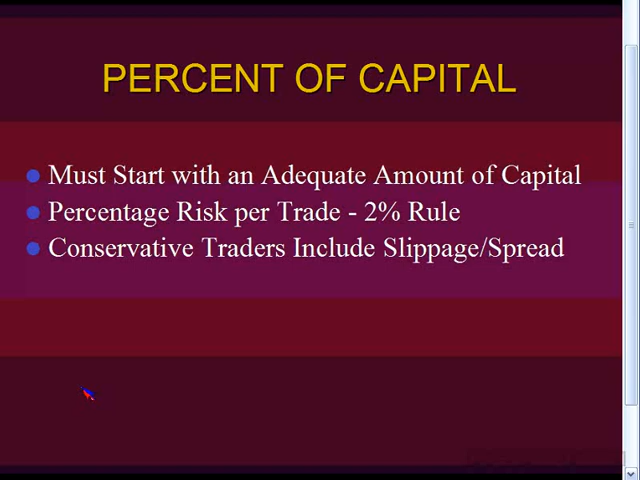 PERCENT OF CAPITAL
Must Start with an Adequate Amount of Capital
Percentage Risk per Trade - 2% Rule
Conservative Traders Include Slippage/Spread